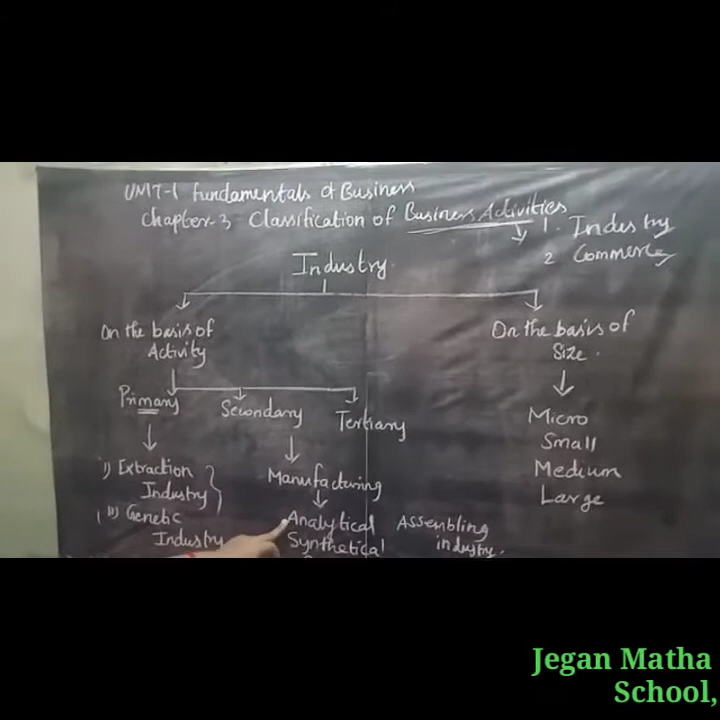 UNIT-1 Fundamentals of Business
Chapter-3 Classification of Business Activities
1. Industry
2 Commerce
Industry
On the basis of
Activity
On the basis of
Size.
Primary
Secondary
Tertiary
i) Extraction
Industry
ii) Genetic
Industry
Manufacturing
Analytical
Synthetical
Assembling
industry.
Micro
Small
Medium
Large
Jegan Matha
School,